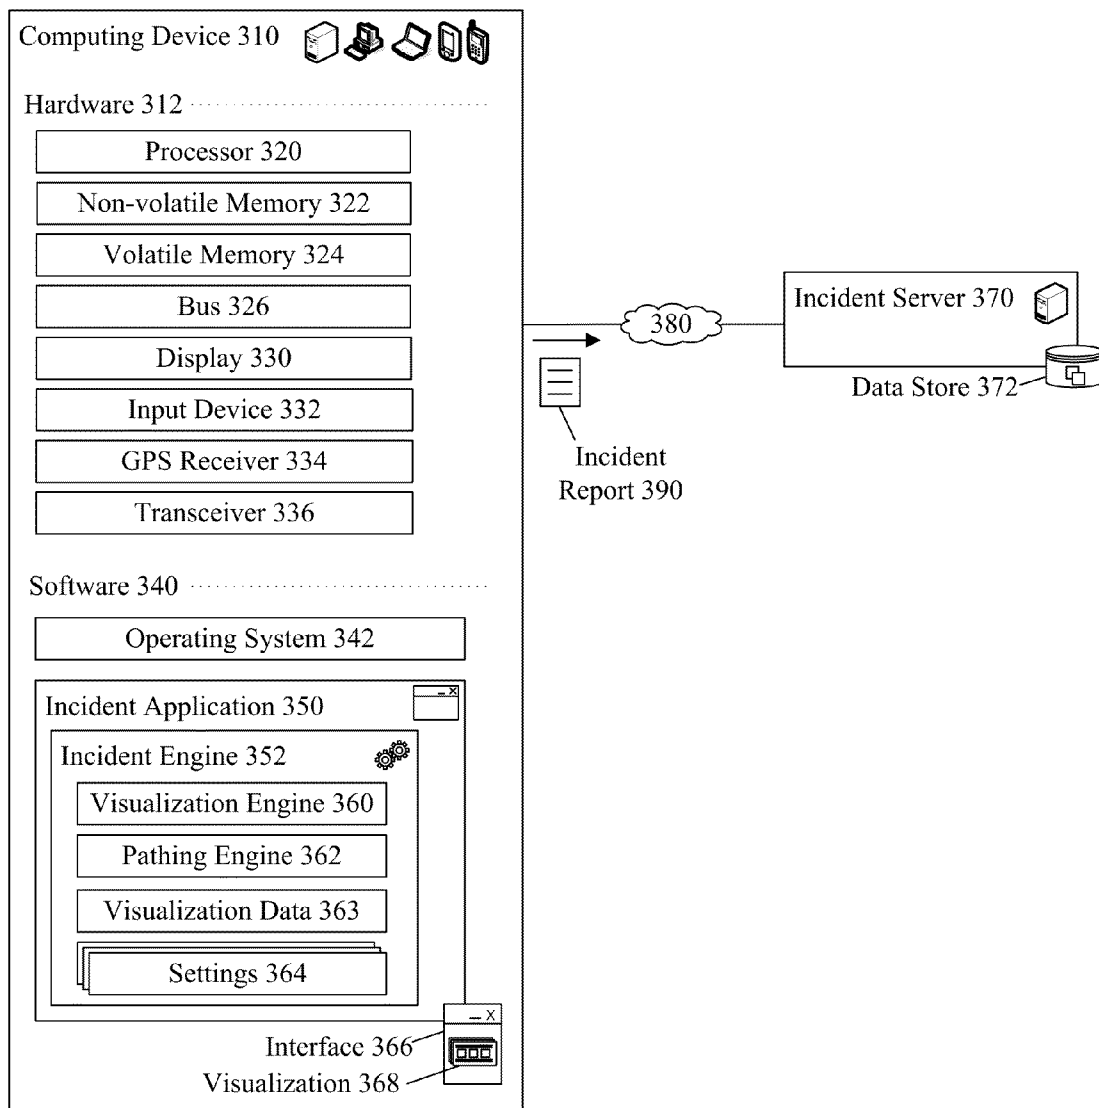 Computing Device 310
Hardware 312
Processor 320
Non-volatile Memory 322
Volatile Memory 324
Bus 326
Display 330
Input Device 332
GPS Receiver 334
Transceiver 336
Software 340
Operating System 342
Incident Application 350
Incident Engine 352
Visualization Engine 360
Pathing Engine 362
Visualization Data 363
Settings 364
Interface 366
Visualization 368
380
Incident
Report 390
Incident Server 370
Data Store 372